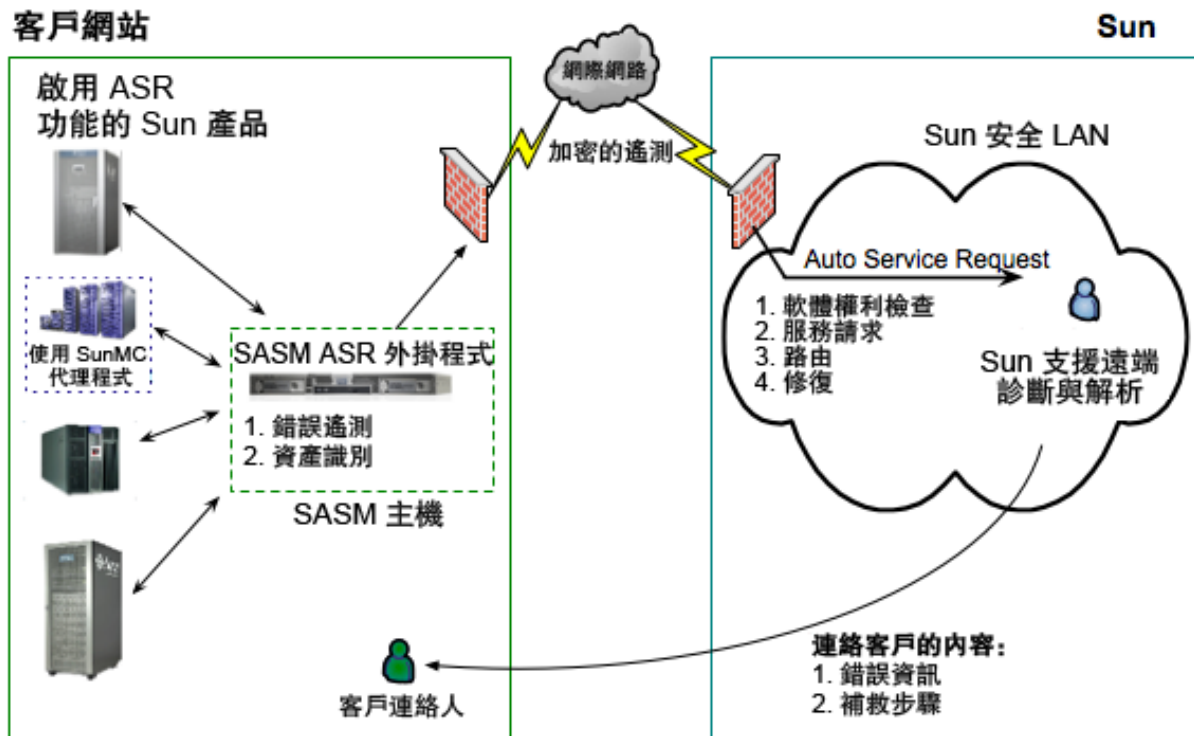 客戶網站
Sun
啟用 ASR
功能的 Sun 產品
網際網路
加密的遙測
Sun 安全 LAN
Auto Service Request
1. 軟體權利檢查
2. 服務請求
3. 路由
4. 修復
Sun 支援遠端
診斷與解析
使用 SunMC
代理程式
SASM ASR 外掛程式
1. 錯誤遙測
2. 資產識別
SASM 主機
客戶連絡人
連絡客戶的內容：
1. 錯誤資訊
2. 補救步驟